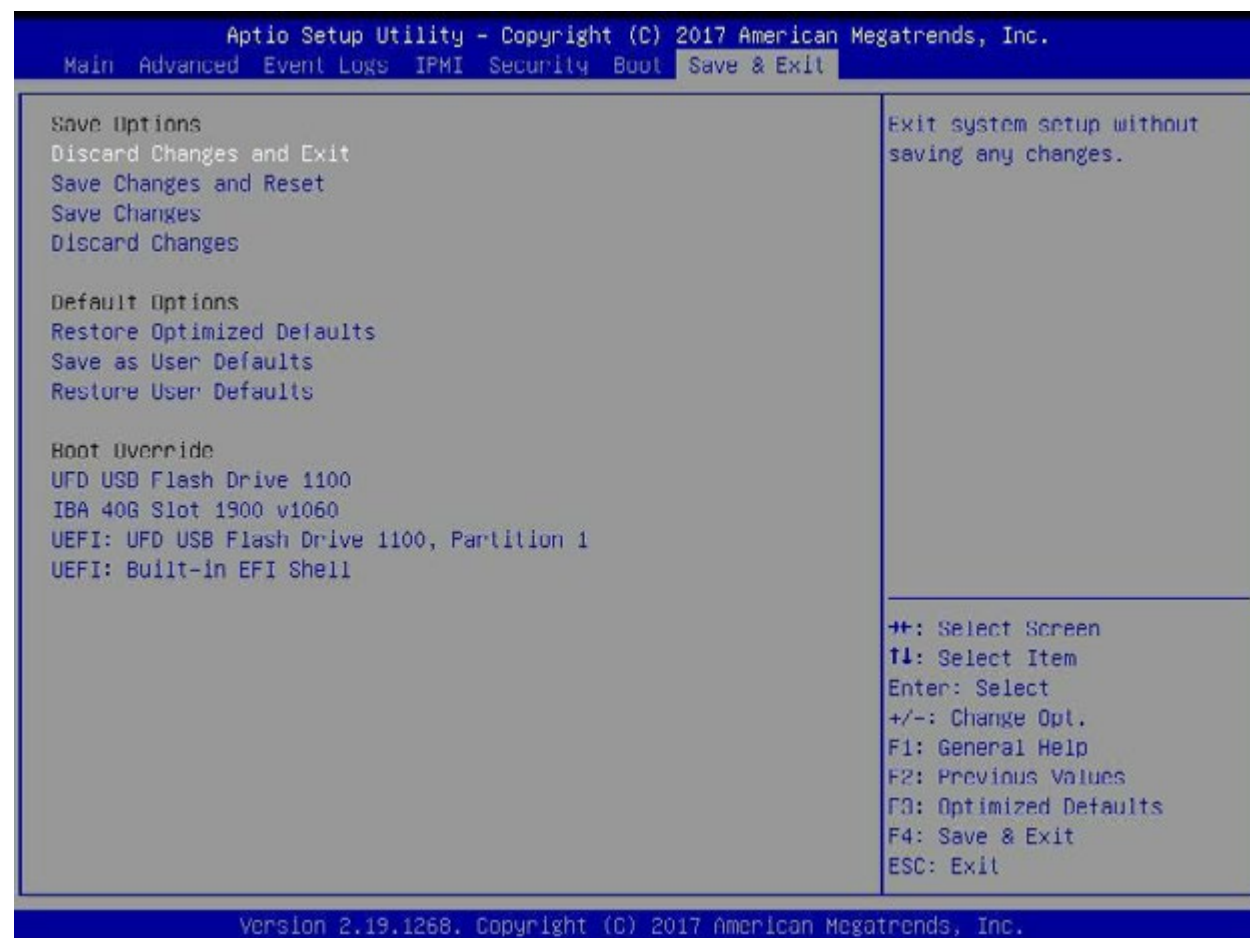 Aptio Setup Utility – Copyright (C) 2017 American Megatrends, Inc.
Main Advanced Event Logs IPMI Security Boot Save & Exit
Save Options
Discard Changes and Exit
Save Changes and Reset
Save Changes
Discard Changes
Default Options
Restore Optimized Defaults
Save as User Defaults
Restore User Defaults
Boot Override
UFD USB Flash Drive 1100
IBA 40G Slot 1900 v1060
UEFI: UFD USB Flash Drive 1100, Partition 1
UEFI: Built-in EFI Shell
Exit system setup without
saving any changes.
→←: Select Screen
↑↓: Select Item
Enter: Select
+/-: Change Opt.
F1: General Help
F2: Previous Values
F3: Optimized Defaults
F4: Save & Exit
ESC: Exit
Version 2.19.1268. Copyright (C) 2017 American Megatrends, Inc.